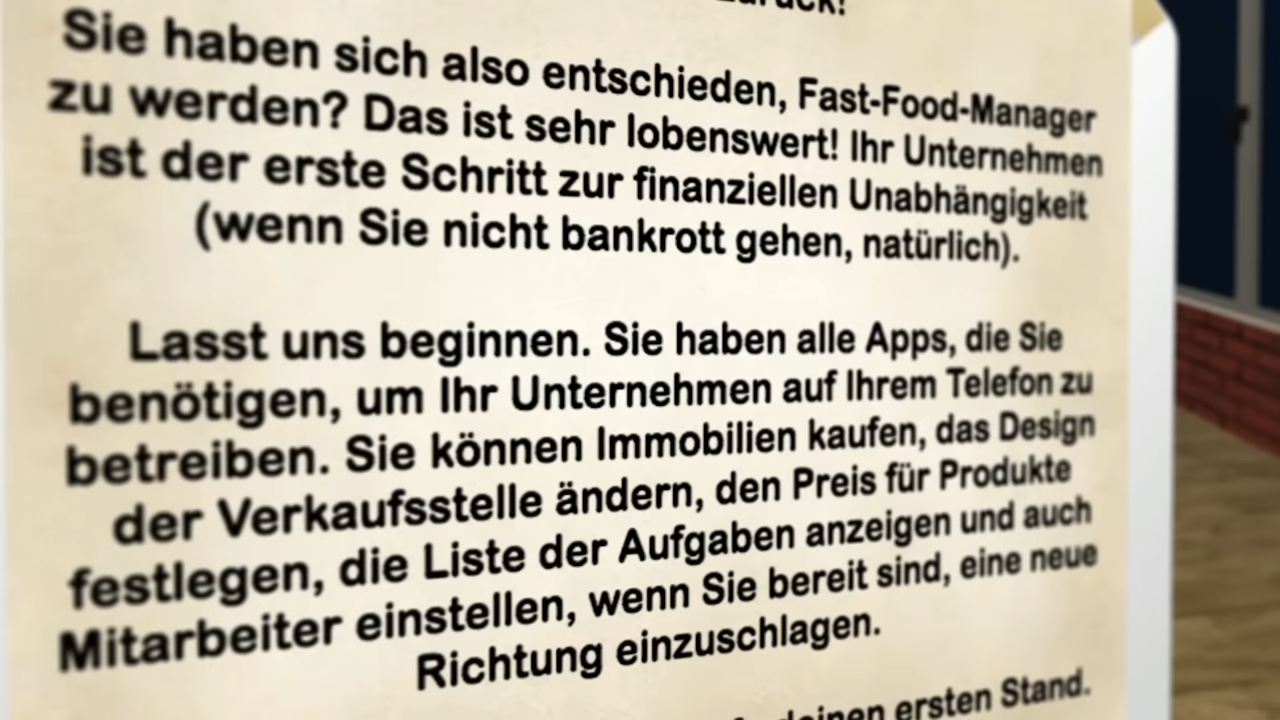 zurück!
Sie haben sich also entschieden, Fast-Food-Manager
zu werden? Das ist sehr lobenswert! Ihr Unternehmen
ist der erste Schritt zur finanziellen Unabhängigkeit
(wenn Sie nicht bankrott gehen, natürlich).
Lasst uns beginnen. Sie haben alle Apps, die Sie
benötigen, um Ihr Unternehmen auf Ihrem Telefon zu
betreiben. Sie können Immobilien kaufen, das Design
der Verkaufsstelle ändern, den Preis für Produkte
festlegen, die Liste der Aufgaben anzeigen und auch
Mitarbeiter einstellen, wenn Sie bereit sind, eine neue
Richtung einzuschlagen.
deinen ersten Stand.